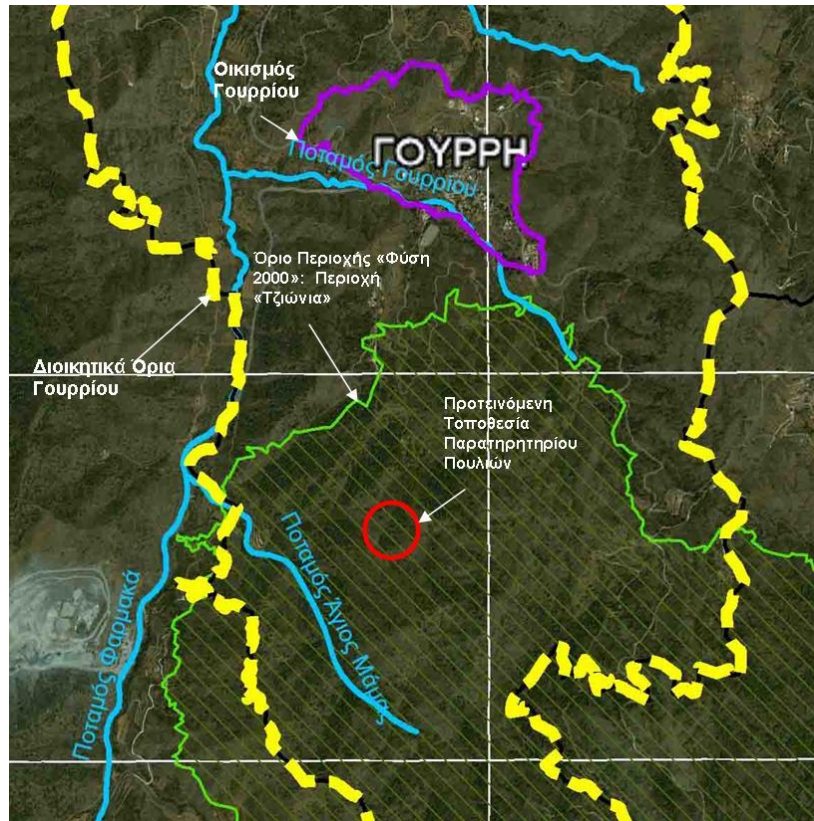 Οικισμός
Γουρρίου
ΓΟΥΡΡΗ
Ποταμός Γουρρίου
Όριο Περιοχής «Φύση
2000»: Περιοχή
«Τζιώνια»
Διοικητικά Όρια
Γουρρίου
Προτεινόμενη
Τοποθεσία
Παρατηρητηρίου
Πουλιών
Ποταμός Άγιος Μάμας
Ποταμός Φαρμακά